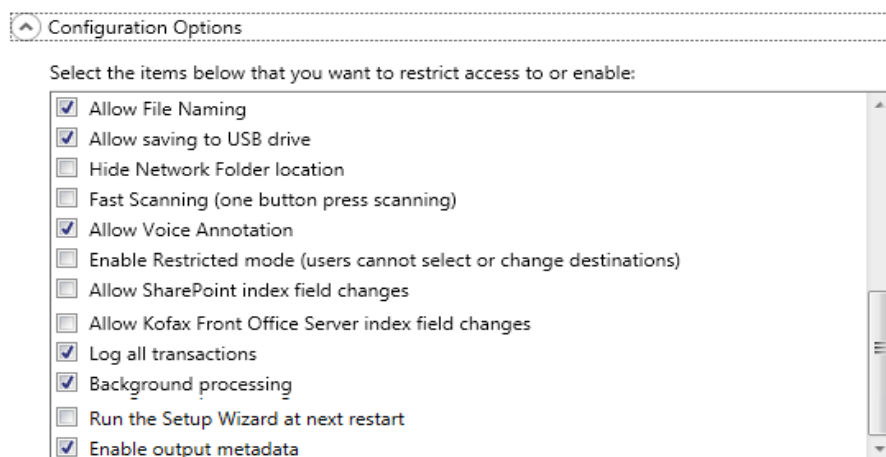 Configuration Options
Select the items below that you want to restrict access to or enable:
Allow File Naming
Allow saving to USB drive
Hide Network Folder location
Fast Scanning (one button press scanning)
Allow Voice Annotation
Enable Restricted mode (users cannot select or change destinations)
Allow SharePoint index field changes
Allow Kofax Front Office Server index field changes
Log all transactions
Background processing
Run the Setup Wizard at next restart
Enable output metadata